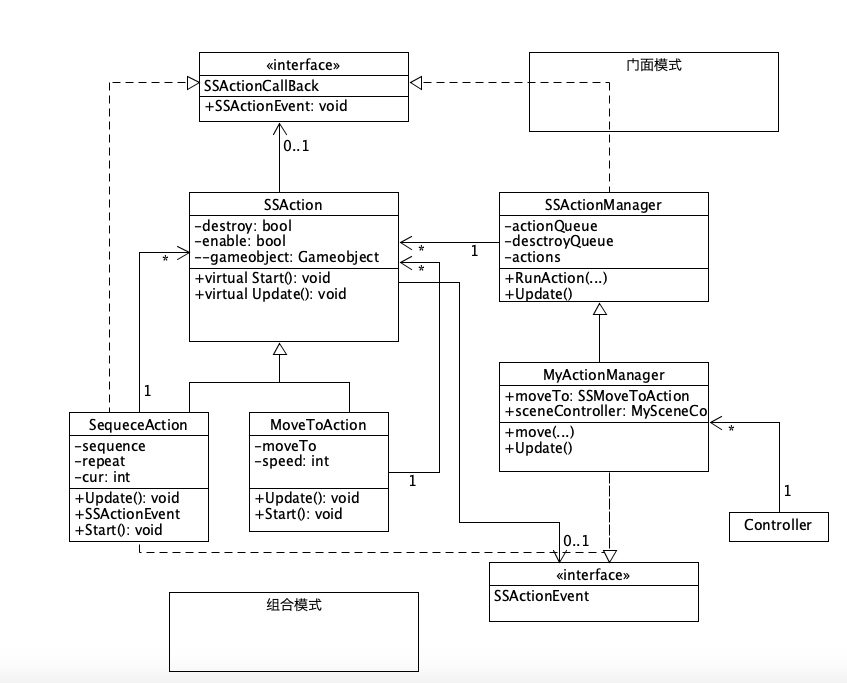 «interface»
SSActionCallBack
+SSActionEvent: void
门面模式
0..1
SSAction
-destroy: bool
-enable: bool
--gameobject: Gameobject
+virtual Start(): void
+virtual Update(): void
SSActionManager
-actionQueue
-desctroyQueue
-actions
+RunAction(...)
+Update()
*
1
*
*
1
MyActionManager
+moveTo: SSMoveToAction
+sceneController: MySceneCo
+move(...)
+Update()
*
1
Controller
SequeceAction
-sequence
-repeat
-cur: int
+Update(): void
+SSActionEvent
+Start(): void
MoveToAction
-moveTo
-speed: int
+Update(): void
+Start(): void
1
0..1
«interface»
SSActionEvent
组合模式